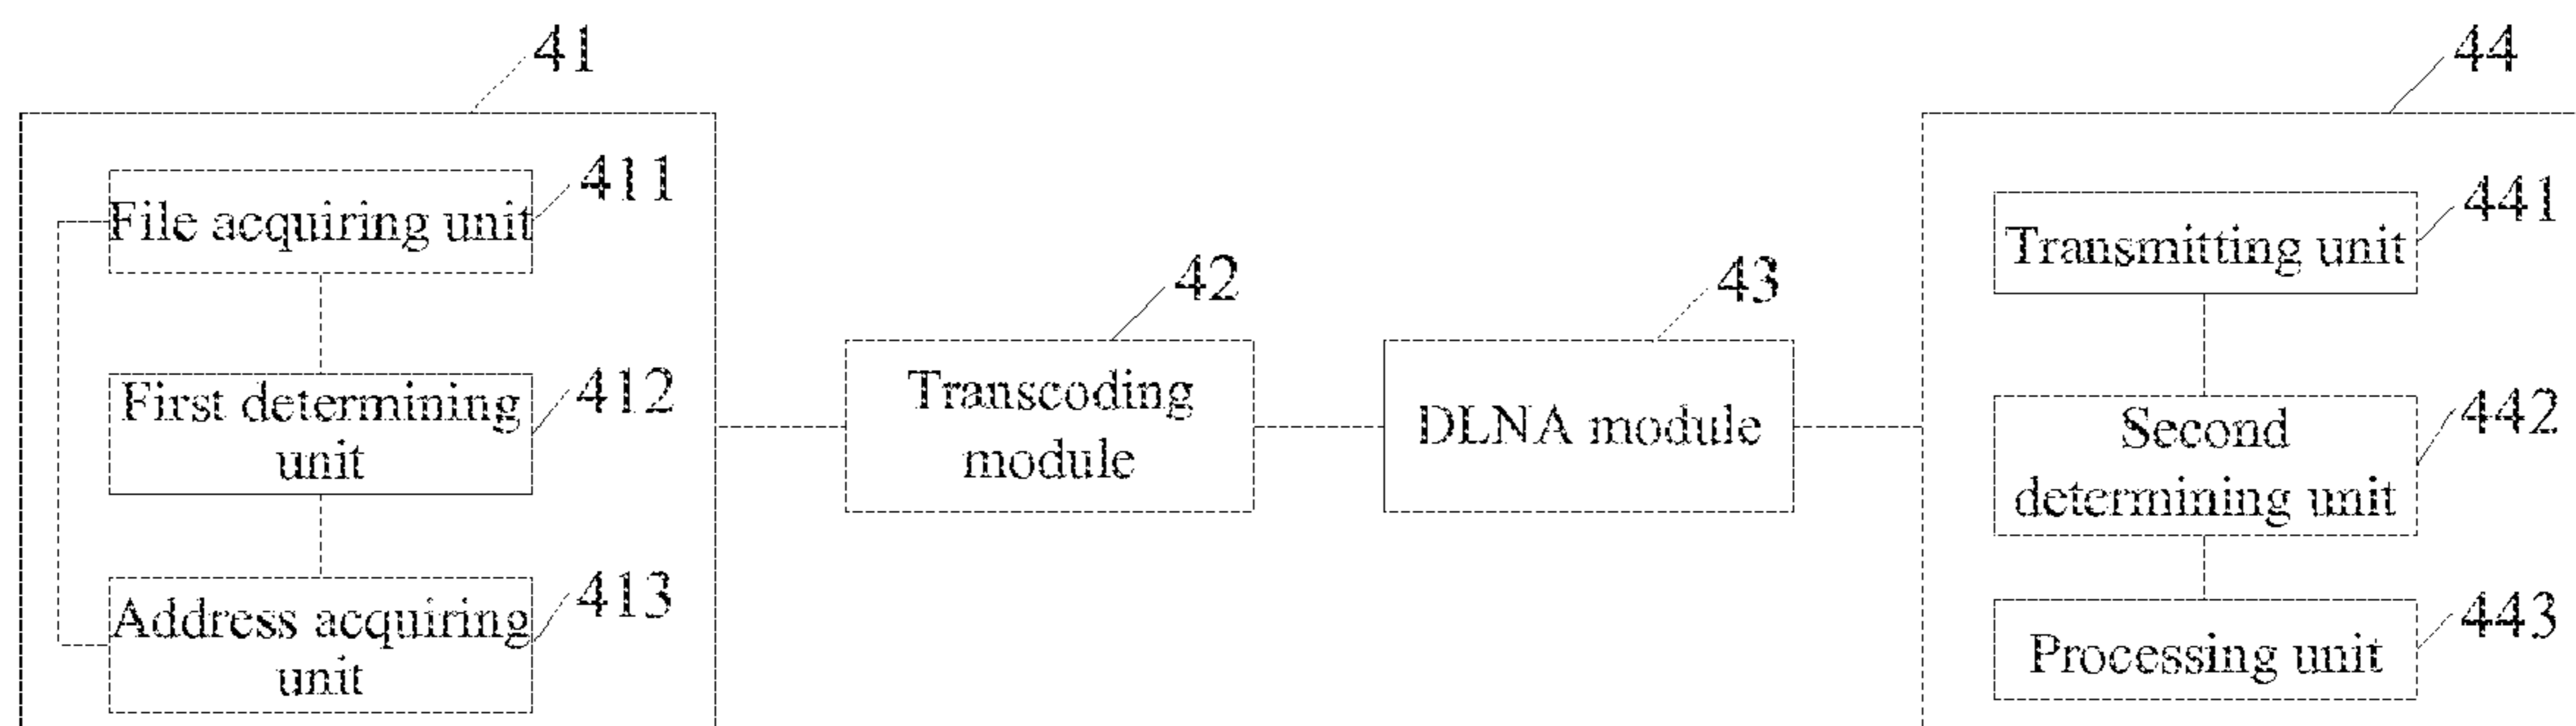 41
44
411
File acquiring unit
441
Transmitting unit
42
43
412
First determining
unit
Transcoding
module
DLNA module
442
Second
determining unit
413
Address acquiring
unit
443
Processing unit